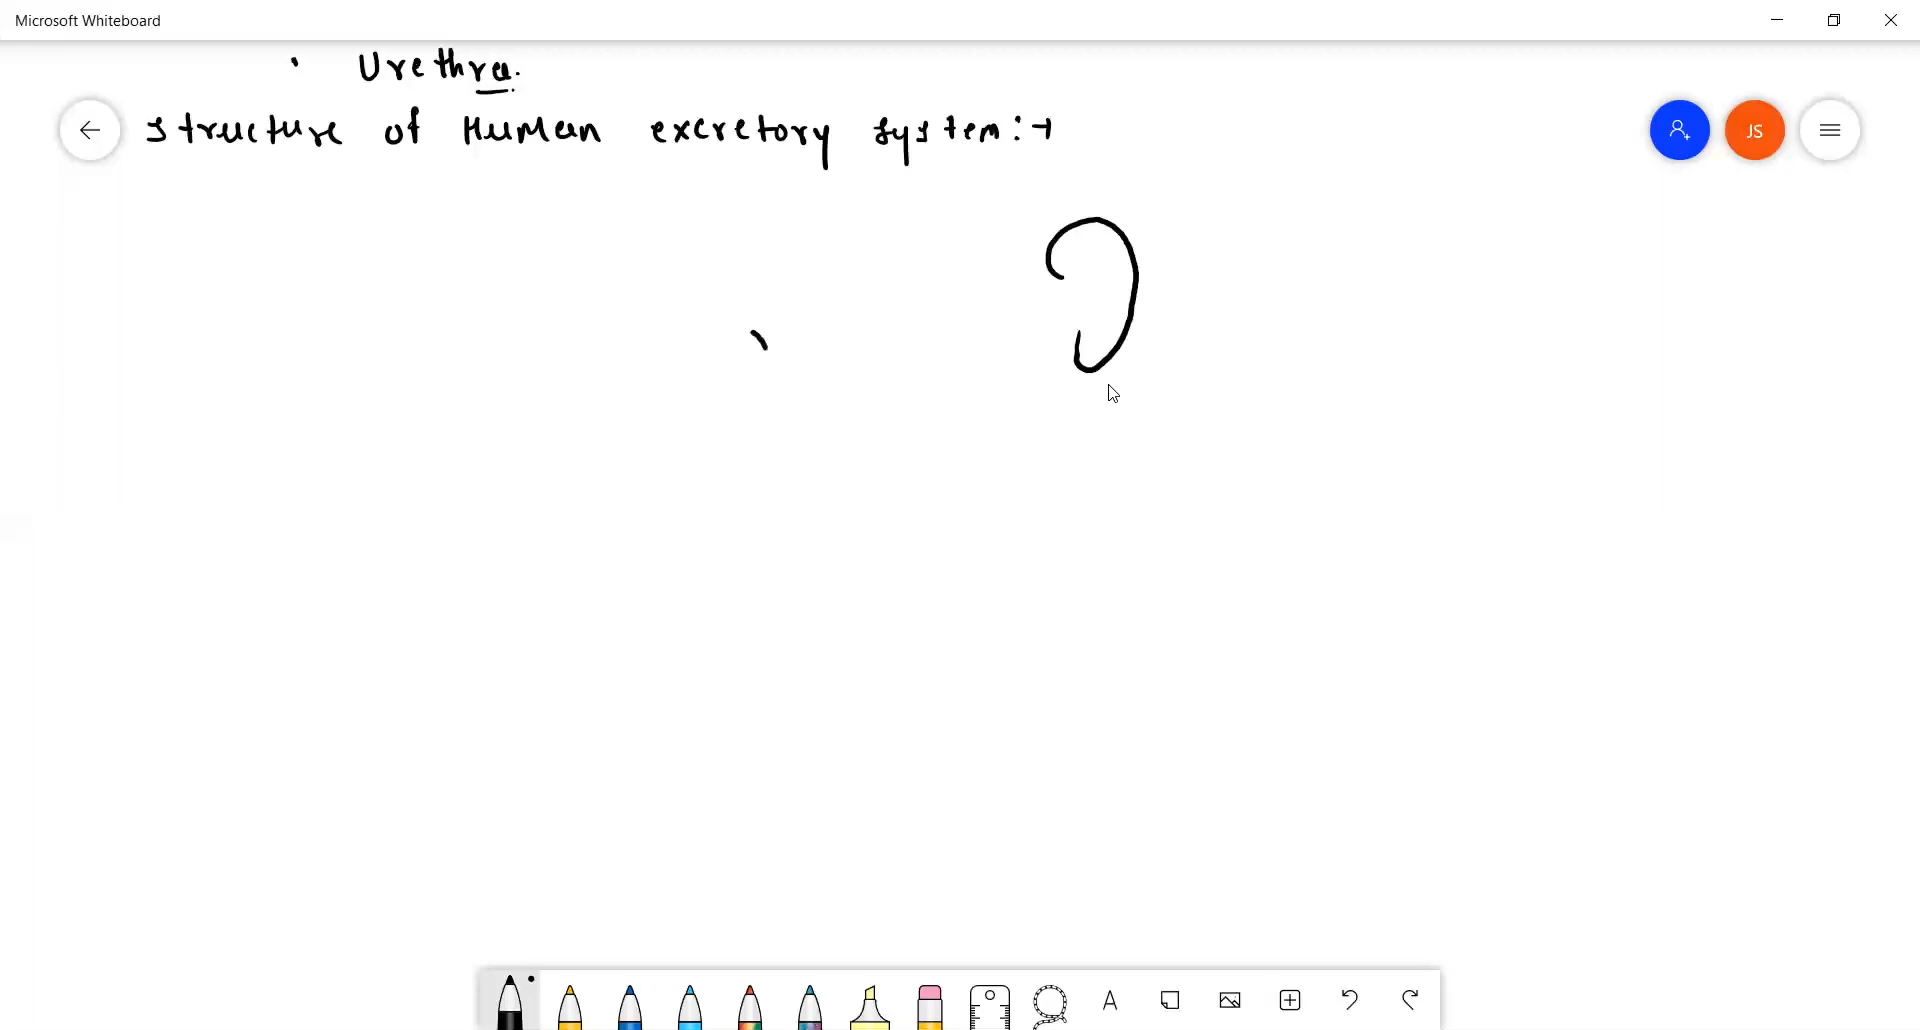 Microsoft Whiteboard
• Urethra.
structure of Human excretory system:→
JS